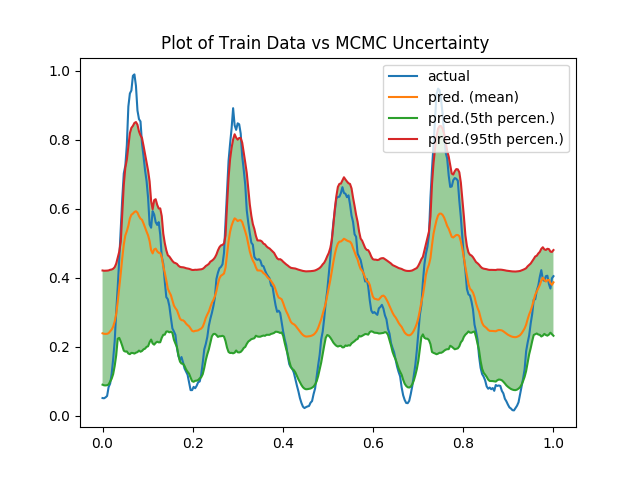 Plot of Train Data vs MCMC Uncertainty
actual
pred. (mean)
pred.(5th percen.)
pred.(95th percen.)
1.0
0.8
0.6
0.4
0.2
0.0
0.0 0.2 0.4 0.6 0.8 1.0